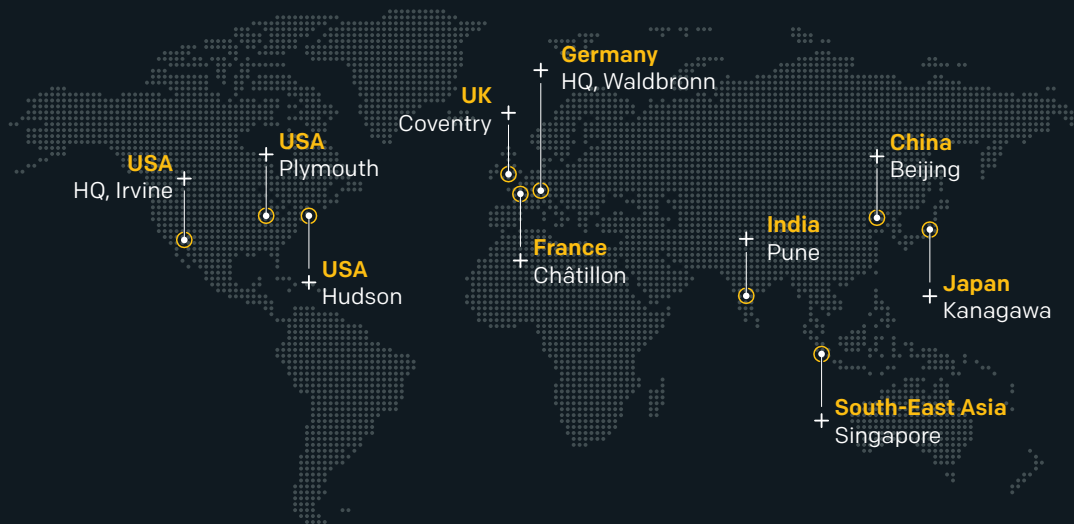 Germany
HQ, Waldbronn
UK
Coventry
USA
Plymouth
China
Beijing
USA
HQ, Irvine
India
Pune
France
Châtillon
USA
Hudson
Japan
Kanagawa
South-East Asia
Singapore